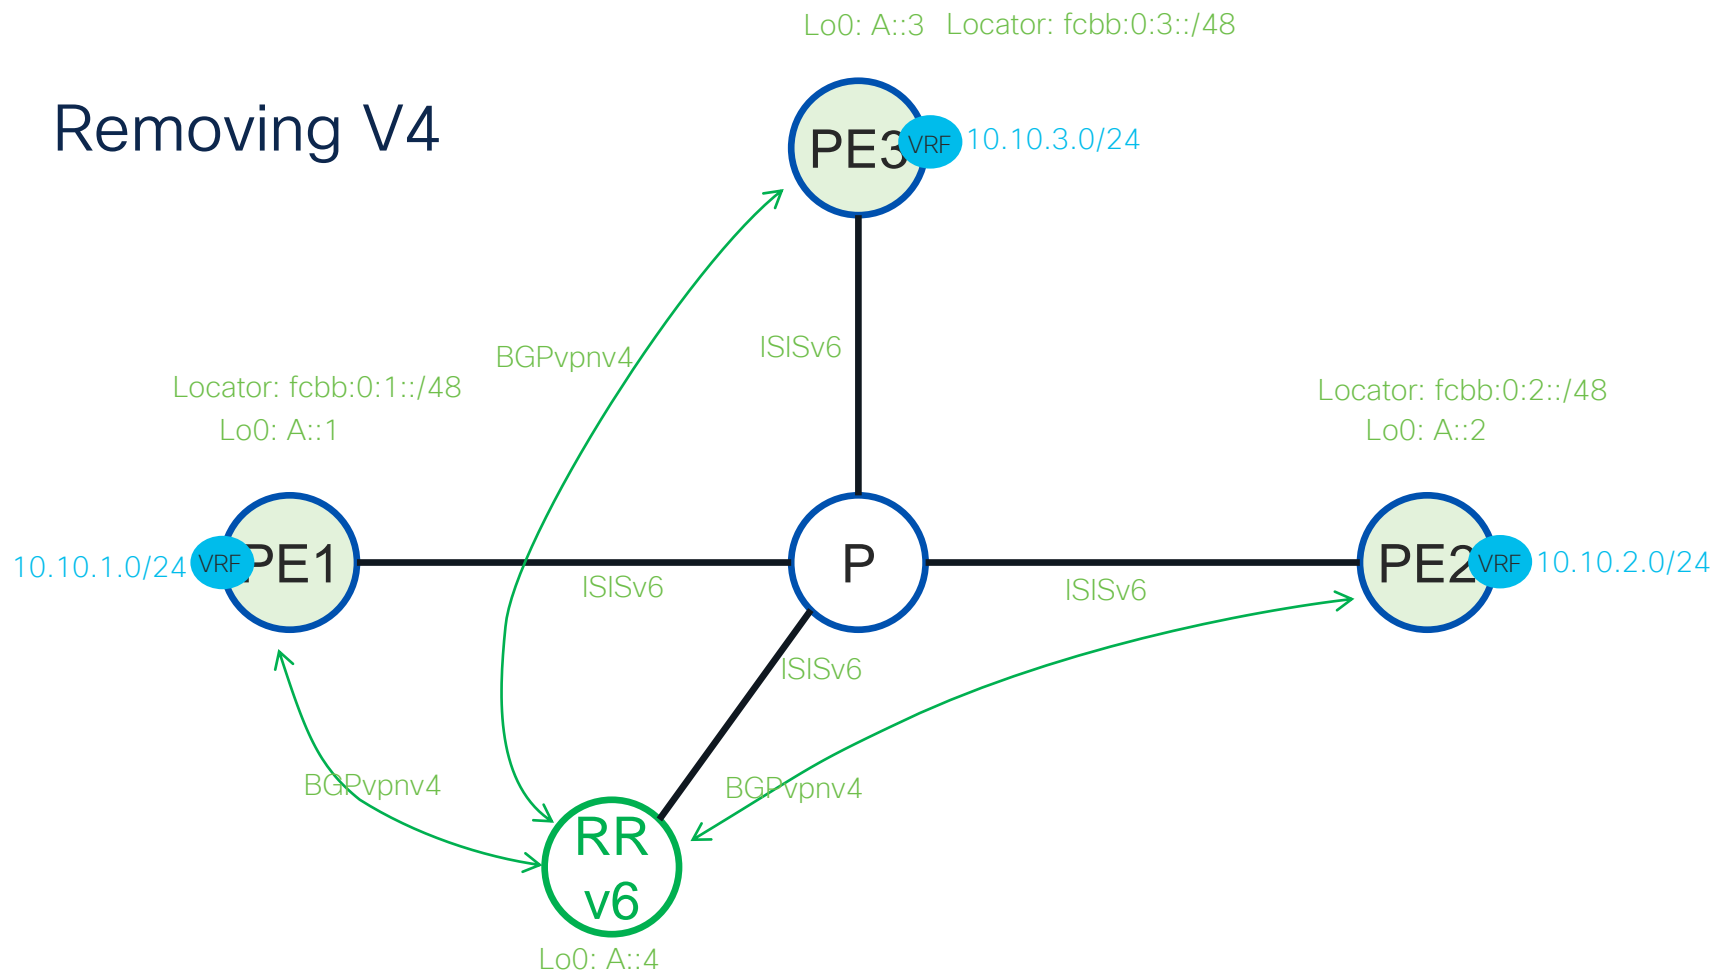 Lo0: A::3
Locator: fcbb:0:3::/48
Removing V4
PE3
VRF
10.10.3.0/24
BGPvpnv4
ISISv6
Locator: fcbb:0:1::/48
Lo0: A::1
Locator: fcbb:0:2::/48
Lo0: A::2
10.10.1.0/24
VRF
PE1
P
PE2
VRF
10.10.2.0/24
ISISv6
ISISv6
ISISv6
BGPvpnv4
BGPvpnv4
RR
v6
Lo0: A::4